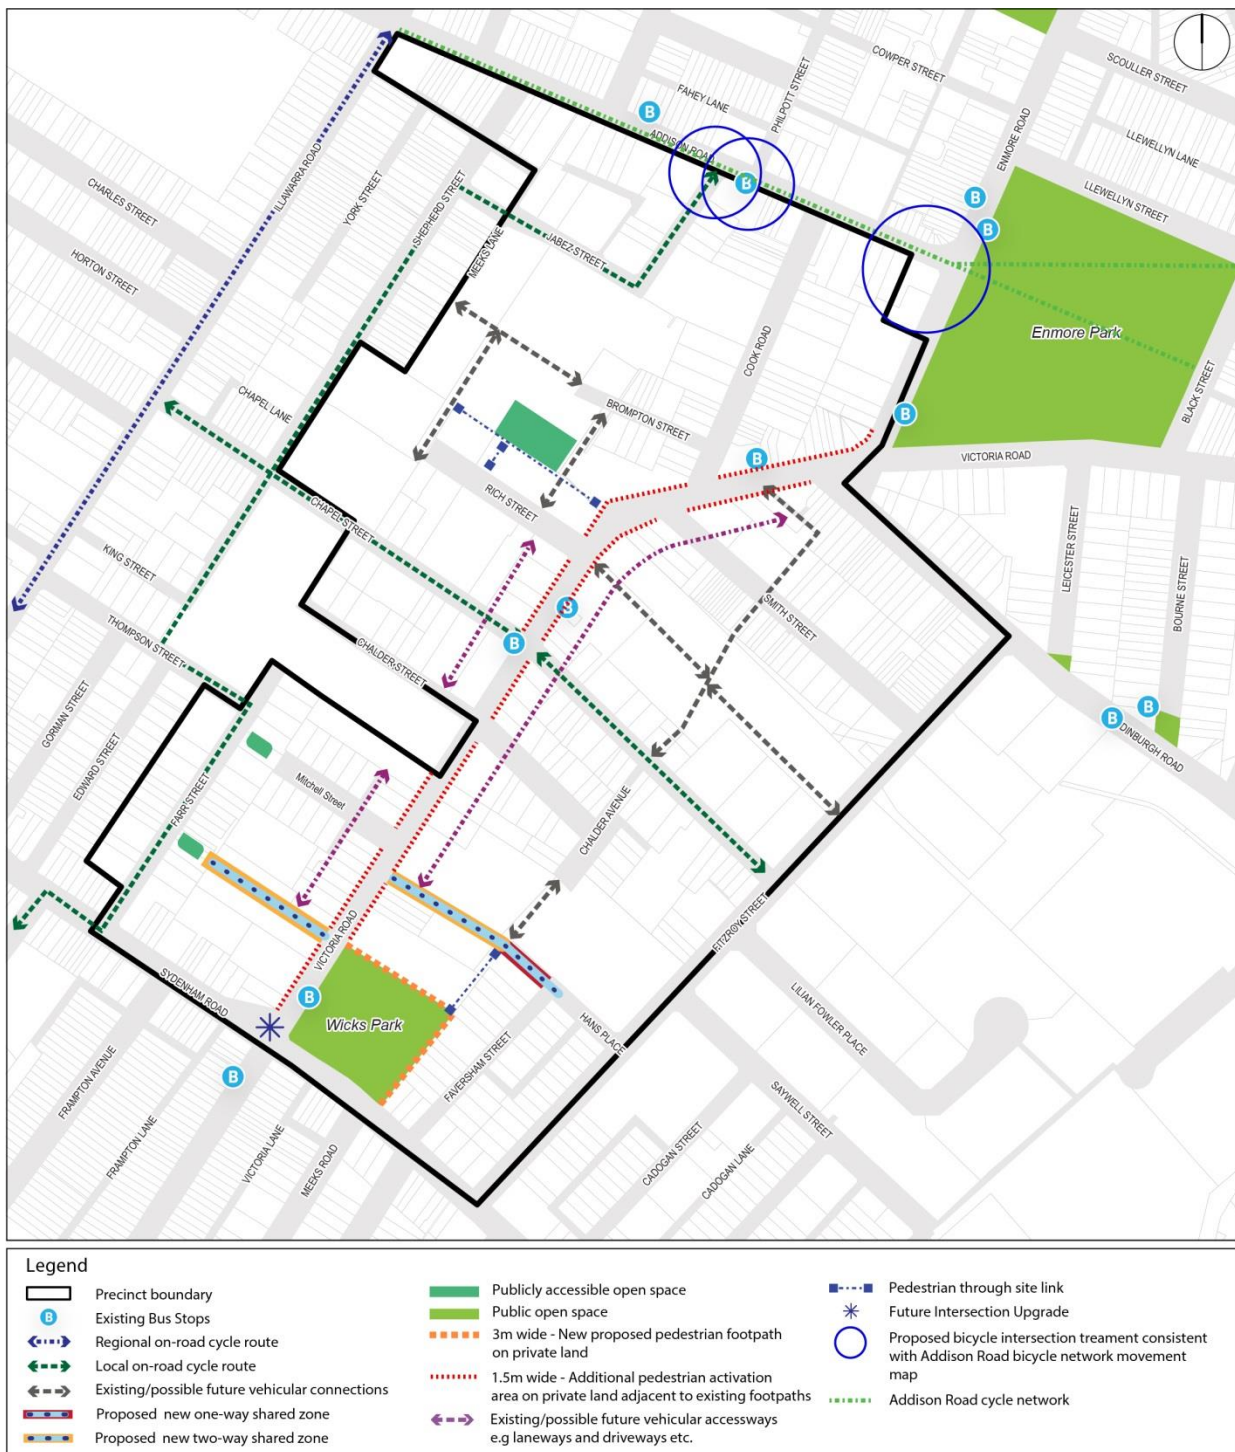 COWPER STREET
SCOULLER STREET
PHILPOTT STREET
FAHEY LANE
B
ADDISON ROAD
ENMORE ROAD
LLEWELLYN LANE
LLEWELLYN STREET
ILLAWARRA ROAD
B
B
B
CHARLES STREET
YORK STREET
SHEPHERD STREET
MEEKS LANE
JABEZ STREET
HORTON STREET
Enmore Park
COOK ROAD
BLACK STREET
CHAPEL LANE
BROMPTON STREET
B
B
VICTORIA ROAD
RICH STREET
CHAPEL STREET
KING STREET
LEICESTER STREET
BOURNE STREET
SMITH STREET
THOMPSON STREET
B
CHALDER STREET
GORMAN STREET
B
B
DINBURGH ROAD
EDWARD STREET
FARR STREET
Mitchell Street
CHALDER AVENUE
VICTORIA ROAD
FITZROY STREET
SYDENHAM ROAD
B
Wicks Park
HANS PLACE
LILIAN FOWLER PLACE
FAVERSHAM STREET
B
FRAMPTON AVENUE
FRAMPTON LANE
VICTORIA LANE
MEEKS ROAD
SAYWELL STREET
CADOGAN STREET
CADOGAN LANE
Legend
Precinct boundary
B Existing Bus Stops
Regional on-road cycle route
Local on-road cycle route
Existing/possible future vehicular connections
Proposed new one-way shared zone
Proposed new two-way shared zone
Publicly accessible open space
Public open space
3m wide - New proposed pedestrian footpath
on private land
1.5m wide - Additional pedestrian activation
area on private land adjacent to existing footpaths
Existing/possible future vehicular accessways
e.g laneways and driveways etc.
Pedestrian through site link
Future Intersection Upgrade
Proposed bicycle intersection treament consistent
with Addison Road bicycle network movement
map
Addison Road cycle network